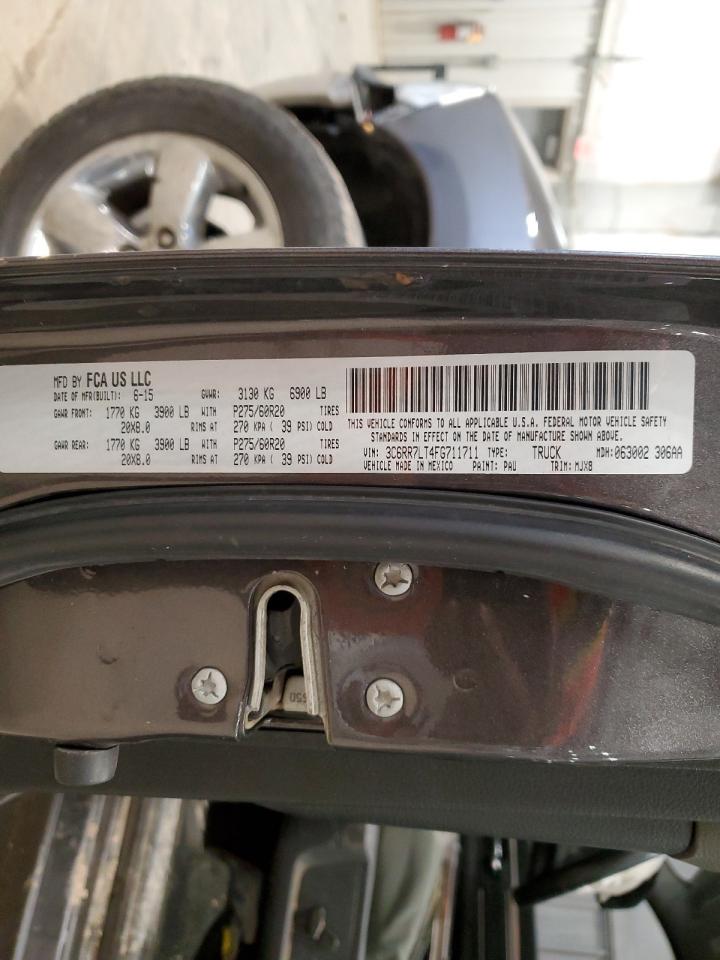 MFD BY FCA US LLC
DATE OF MFR(BUILT): 6-15 GVWR: 3130 KG 6900 LB
GAWR FRONT: 1770 KG 3900 LB WITH P275/60R20 TIRES
20X8.0 RIMS AT 270 KPA ( 39 PSI) COLD
GAWR REAR: 1770 KG 3900 LB WITH P275/60R20 TIRES
20X8.0 RIMS AT 270 KPA ( 39 PSI) COLD
THIS VEHICLE CONFORMS TO ALL APPLICABLE U.S.A. FEDERAL MOTOR VEHICLE SAFETY
STANDARDS IN EFFECT ON THE DATE OF MANUFACTURE SHOWN ABOVE.
VIN: 3C6RR7LT4FG711711 TYPE: TRUCK MDH:063002 306AA
VEHICLE MADE IN MEXICO PAINT: PAU TRIM: MJX8